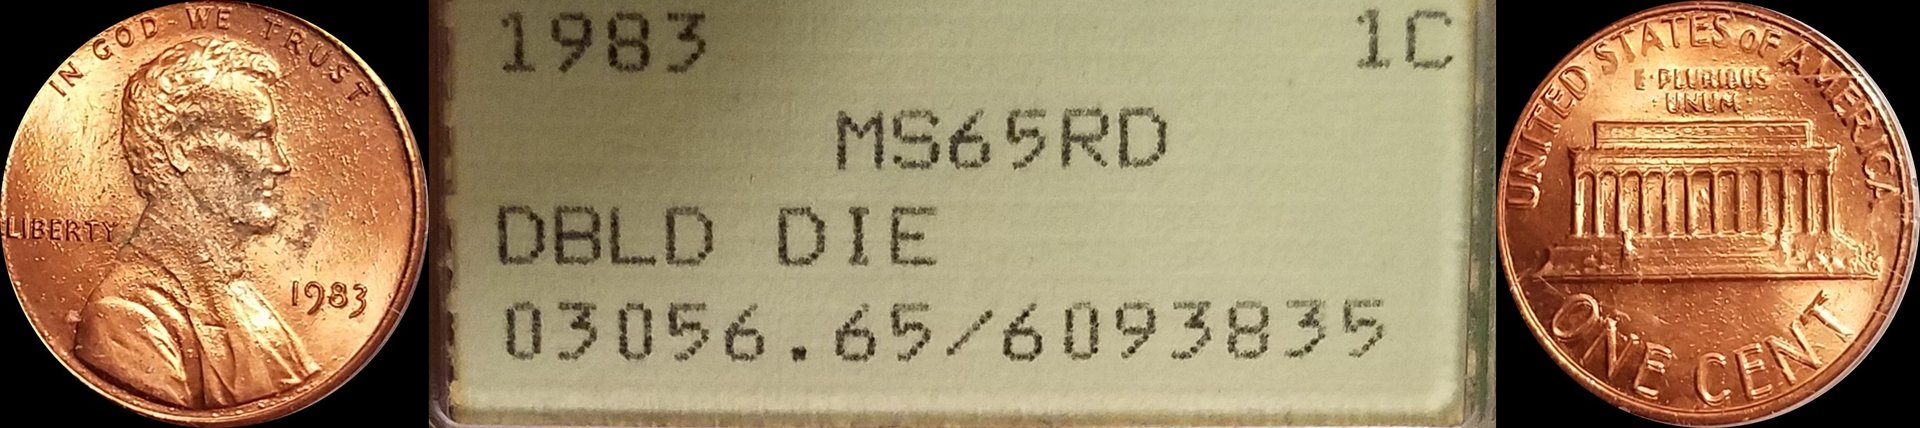 IN GOD WE TRUST
LIBERTY
1983
1983 1C
MS65RD
DBLD DIE
03056.65/6093835
UNITED STATES OF AMERICA
E·PLURIBUS
·UNUM·
ONE CENT